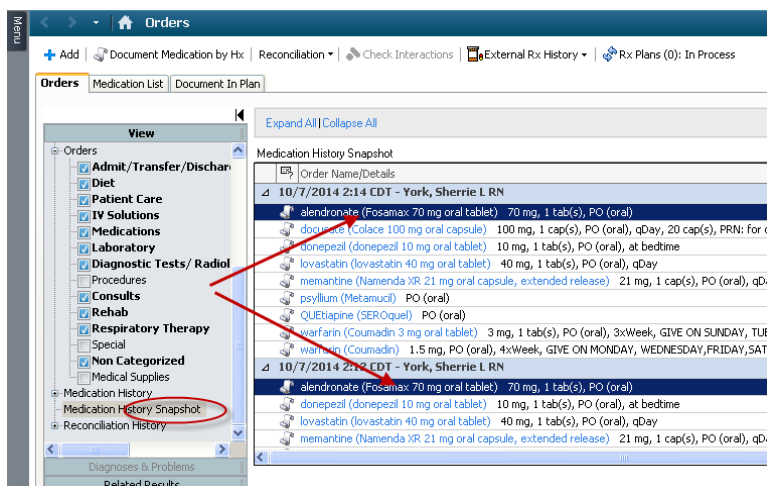 Menu
Orders
Add | Document Medication by Hx | Reconciliation | Check Interactions | External Rx History | Rx Plans (0): In Process
Orders | Medication List | Document In Plan
View
Orders
Admit/Transfer/Dischar
Diet
Patient Care
IV Solutions
Medications
Laboratory
Diagnostic Tests/ Radiol
Procedures
Consults
Rehab
Respiratory Therapy
Special
Non Categorized
Medical Supplies
Medication History
Medication History Snapshot
Reconciliation History
Diagnoses & Problems
Related Results
Expand All | Collapse All
Medication History Snapshot
Order Name/Details
10/7/2014 2:14 CDT - York, Sherrie L RN
alendronate (Fosamax 70 mg oral tablet) 70 mg, 1 tab(s), PO (oral)
docusate (Colace 100 mg oral capsule) 100 mg, 1 cap(s), PO (oral), qDay, 20 cap(s), PRN: for
donepezil (donepezil 10 mg oral tablet) 10 mg, 1 tab(s), PO (oral), at bedtime
lovastatin (lovastatin 40 mg oral tablet) 40 mg, 1 tab(s), PO (oral), qDay
memantine (Namenda XR 21 mg oral capsule, extended release) 21 mg, 1 cap(s), PO (oral), qD
psyllium (Metamucil) PO (oral)
QUEtiapine (SEROquel) PO (oral)
warfarin (Coumadin 3 mg oral tablet) 3 mg, 1 tab(s), PO (oral), 3xWeek, GIVE ON SUNDAY, TUE
warfarin (Coumadin) 1.5 mg, PO (oral), 4xWeek, GIVE ON MONDAY, WEDNESDAY,FRIDAY,SAT
10/7/2014 2:12 CDT - York, Sherrie L RN
alendronate (Fosamax 70 mg oral tablet) 70 mg, 1 tab(s), PO (oral)
donepezil (donepezil 10 mg oral tablet) 10 mg, 1 tab(s), PO (oral), at bedtime
lovastatin (lovastatin 40 mg oral tablet) 40 mg, 1 tab(s), PO (oral), qDay
memantine (Namenda XR 21 mg oral capsule, extended release) 21 mg, 1 cap(s), PO (oral), qD